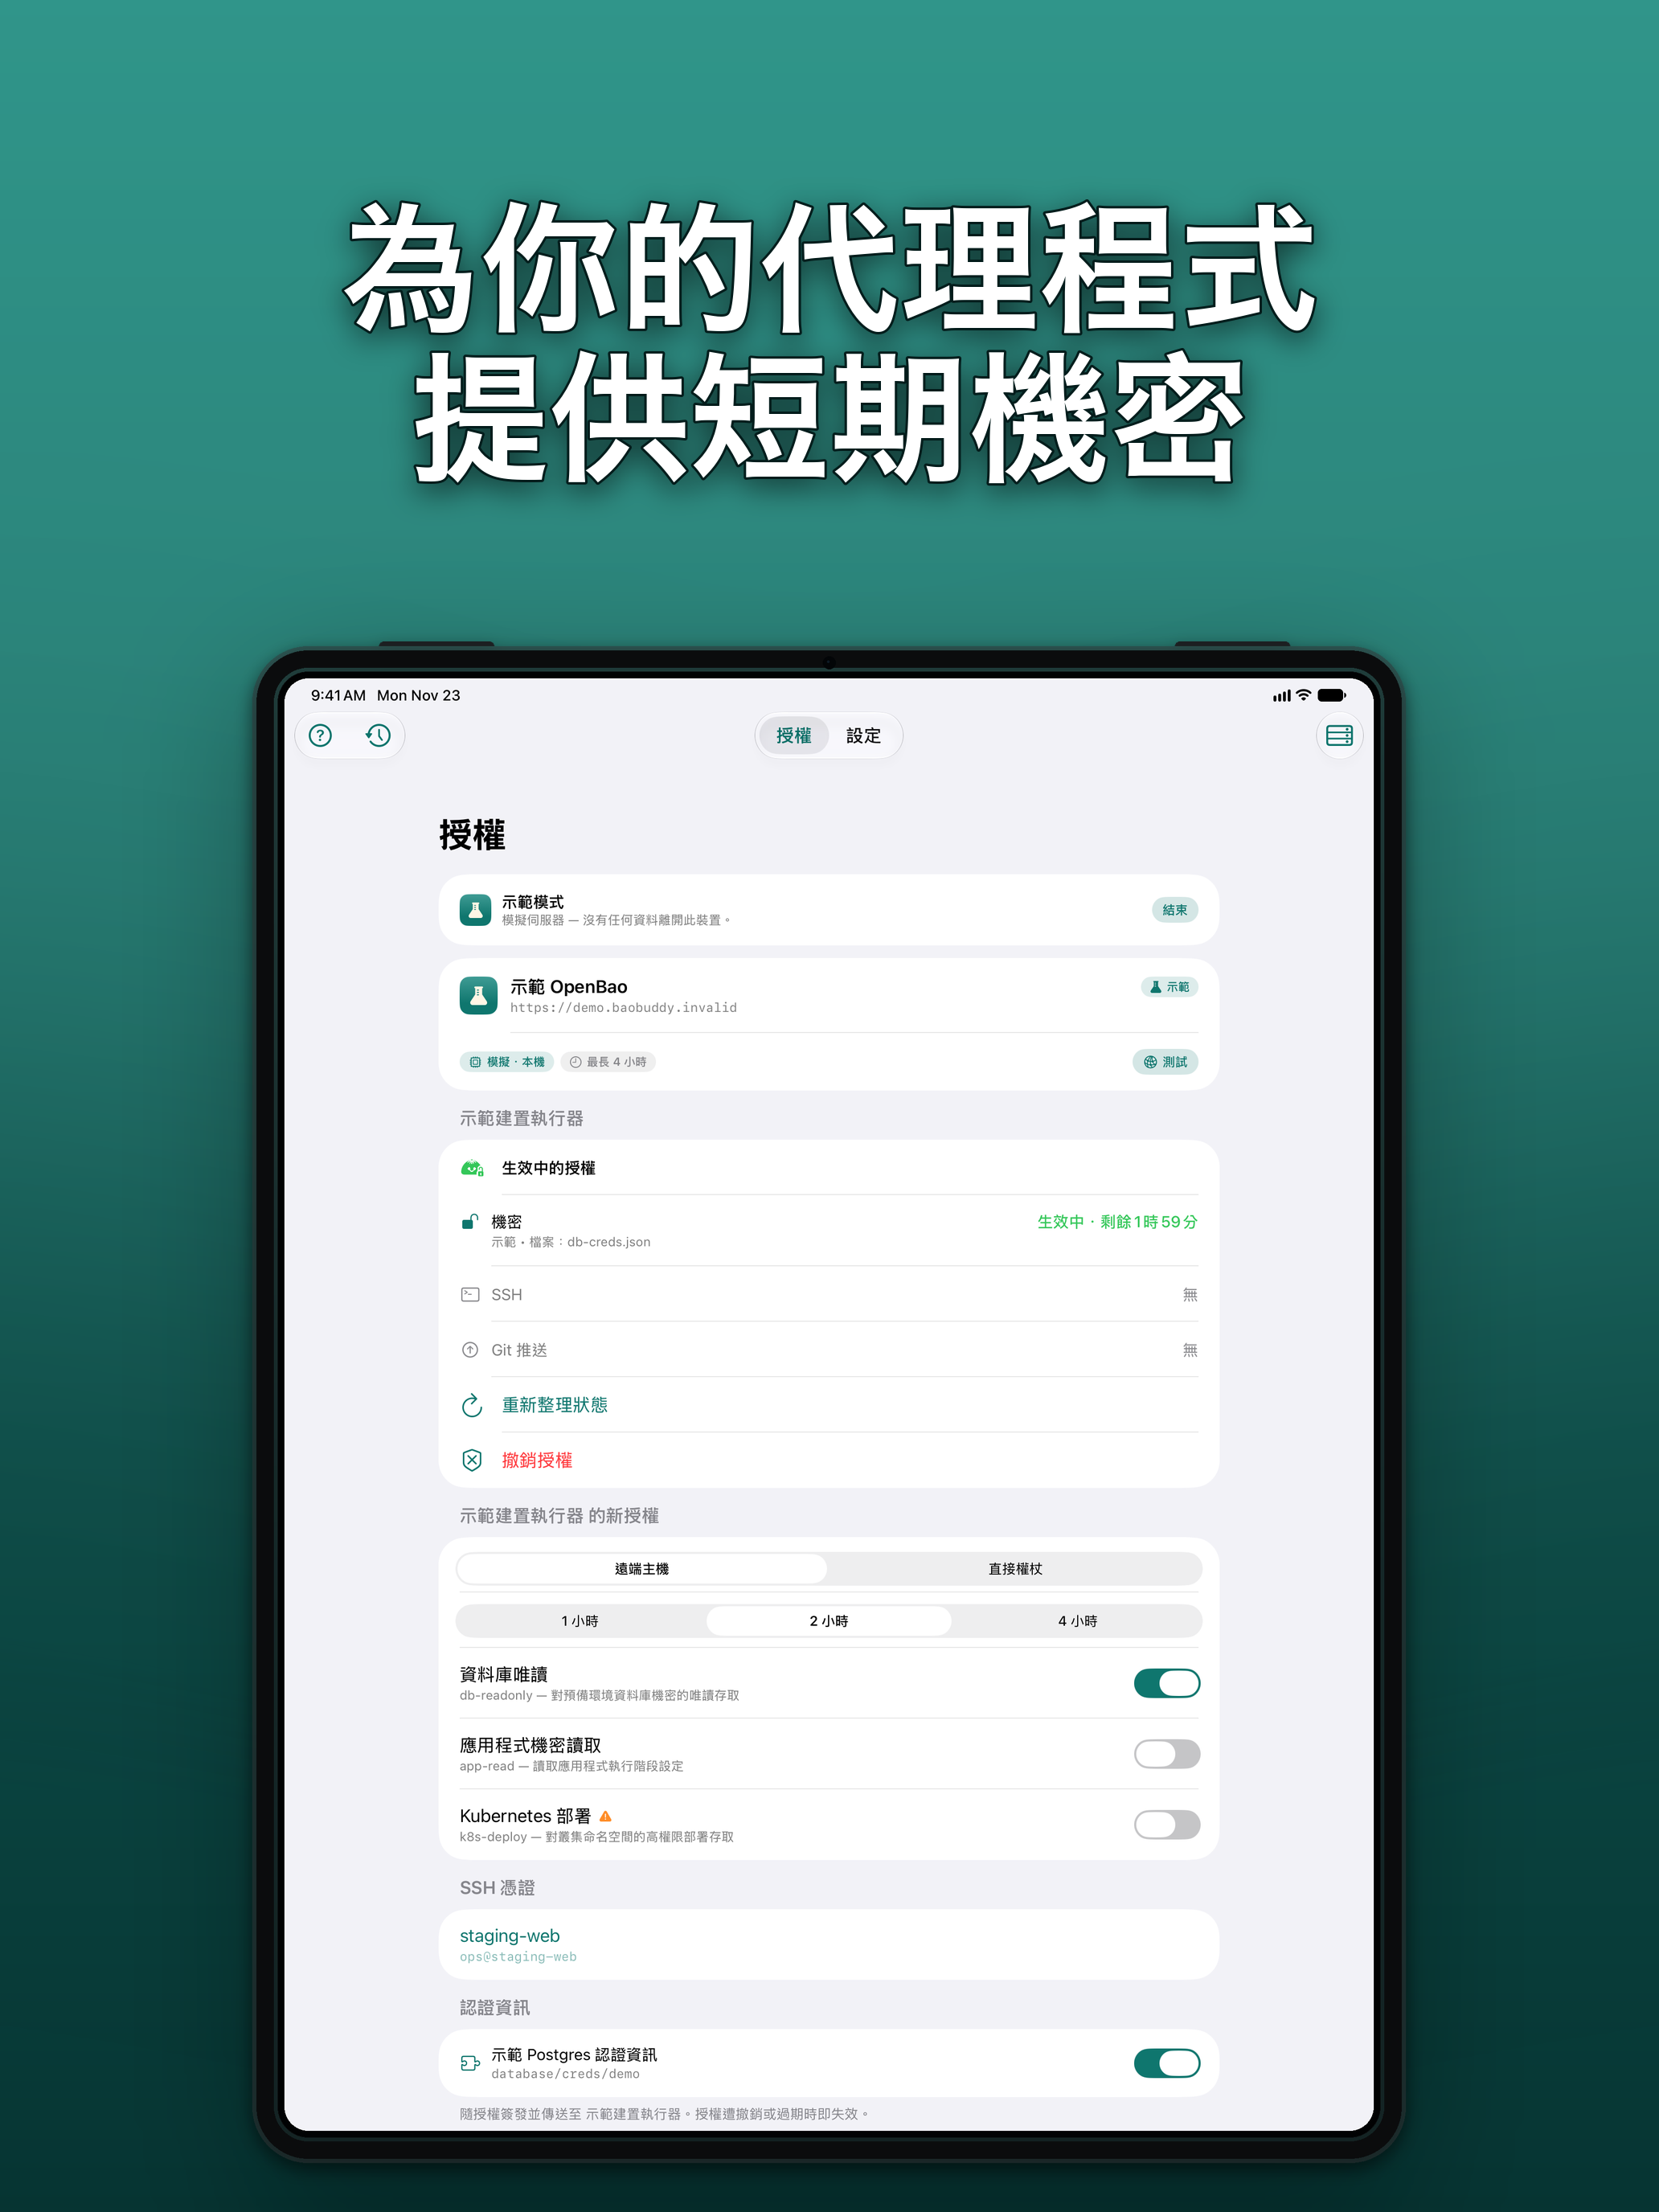 為你的代理程式
提供短期機密
9:41 AM Mon Nov 23
授權 設定
授權
示範模式
模擬伺服器 — 沒有任何資料離開此裝置。
結束
示範 OpenBao
https://demo.baobuddy.invalid
示範
模擬 · 本機
最長 4 小時
測試
示範建置執行器
生效中的授權
機密
生效中 · 剩餘 1 時 59 分
示範 · 檔案：db-creds.json
SSH
無
Git 推送
無
重新整理狀態
撤銷授權
示範建置執行器 的新授權
遠端主機 直接權杖
1 小時 2 小時 4 小時
資料庫唯讀
db-readonly — 對預備環境資料庫機密的唯讀存取
應用程式機密讀取
app-read — 讀取應用程式執行階段設定
Kubernetes 部署
k8s-deploy — 對叢集命名空間的高權限部署存取
SSH 憑證
staging-web
ops@staging-web
認證資訊
示範 Postgres 認證資訊
database/creds/demo
隨授權簽發並傳送至 示範建置執行器。授權遭撤銷或過期時即失效。